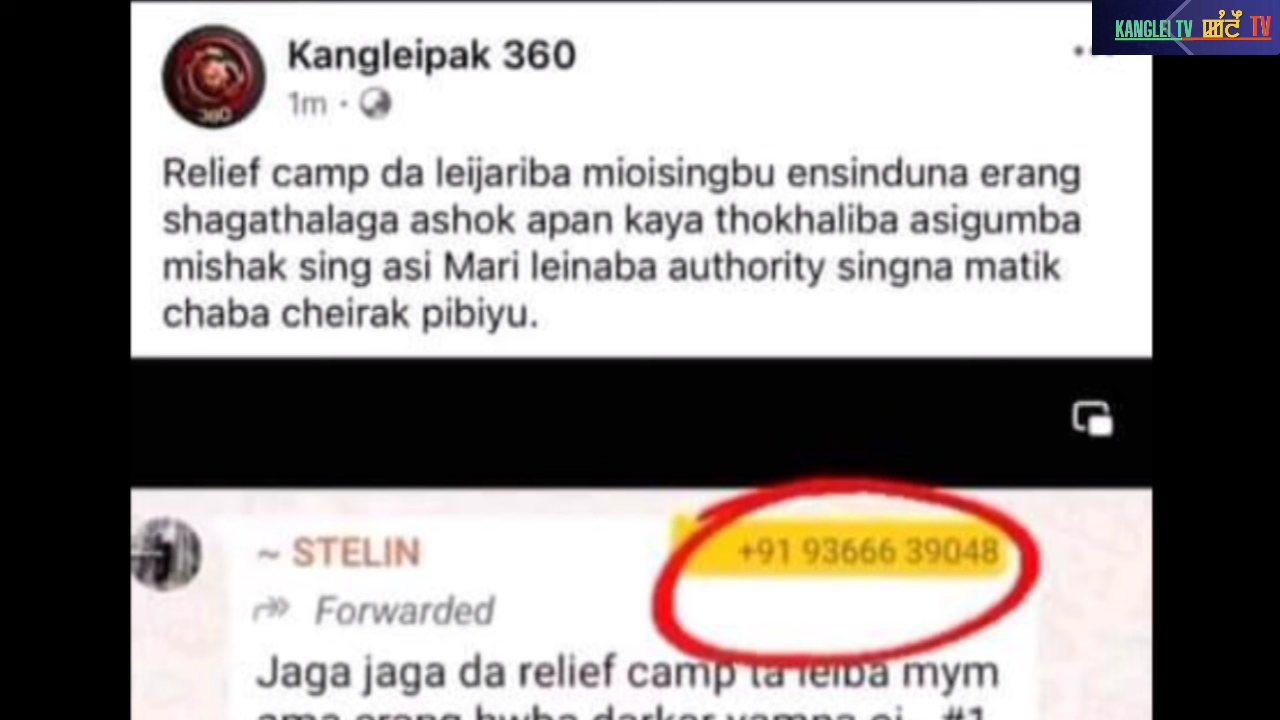 KANGLEI TV TV
Kangleipak 360
1m ·
Relief camp da leijariba mioisingbu ensinduna erang
shagathalaga ashok apan kaya thokhaliba asigumba
mishak sing asi Mari leinaba authority singna matik
chaba cheirak pibiyu.
360
~ STELIN +91 93666 39048
Forwarded
Jaga jaga da relief camp ta leiba mym